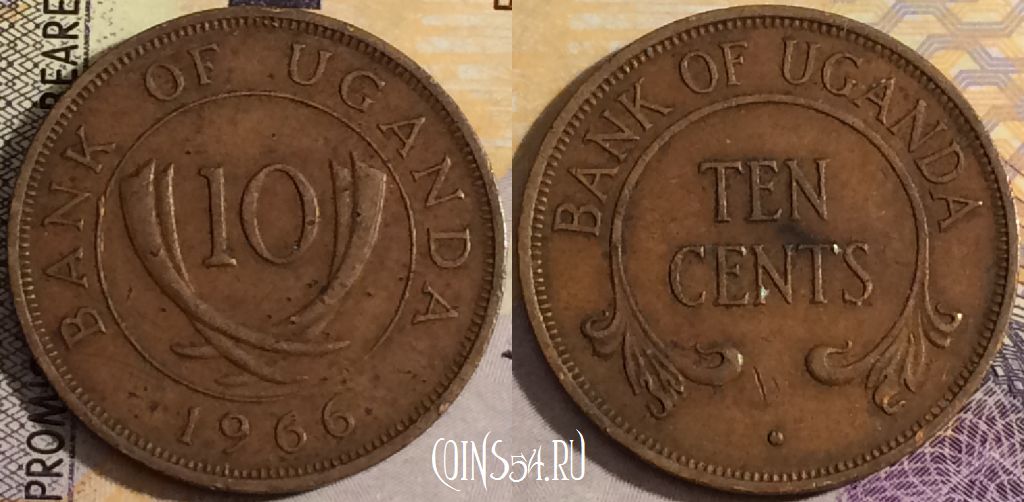 BANK OF UGANDA
10
1966
BANK OF UGANDA
TEN
CENTS
COINS54.RU